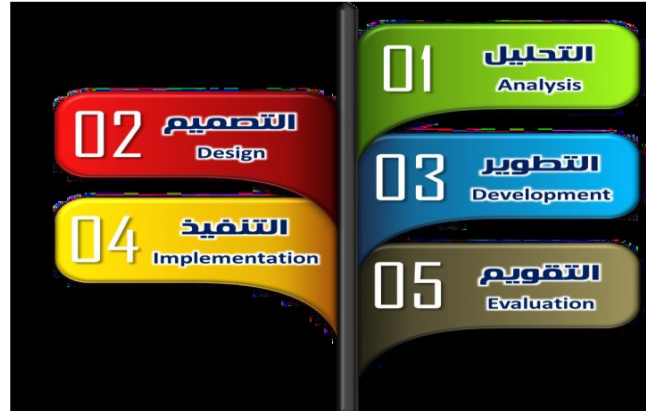 01
التحليل
Analysis
02
التصميم
Design
03
التطوير
Development
04
التنفيذ
Implementation
05
التقويم
Evaluation